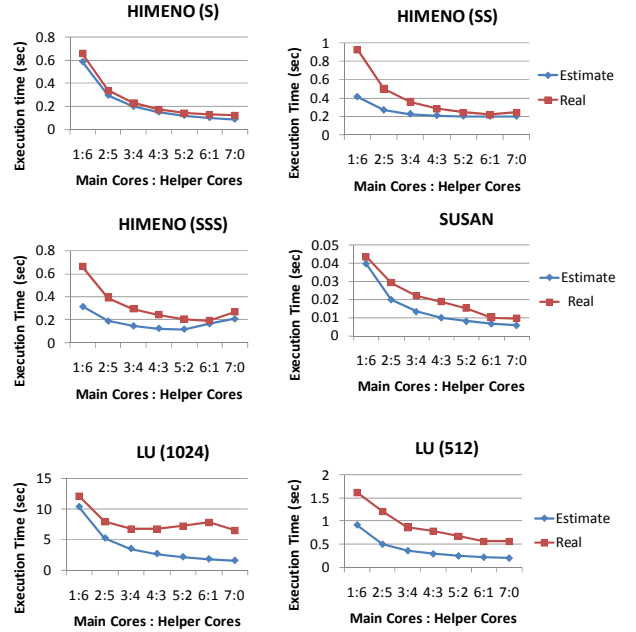 HIMENO (S)
Execution time (sec)
0.8
0.6
0.4
0.2
0
1:6 2:5 3:4 4:3 5:2 6:1 7:0
Main Cores : Helper Cores
HIMENO (SS)
Execution Time (sec)
1
0.8
0.6
0.4
0.2
0
1:6 2:5 3:4 4:3 5:2 6:1 7:0
Main Cores : Helper Cores
Estimate
Real
HIMENO (SSS)
Execution Time (sec)
0.8
0.6
0.4
0.2
0
1:6 2:5 3:4 4:3 5:2 6:1 7:0
Main Cores : Helper Cores
SUSAN
Execution Time (sec)
0.05
0.04
0.03
0.02
0.01
0
1:6 2:5 3:4 4:3 5:2 6:1 7:0
Main Cores : Helper Cores
Estimate
Real
LU (1024)
Execution Time (sec)
15
10
5
0
1:6 2:5 3:4 4:3 5:2 6:1 7:0
Main Cores : Helper Cores
LU (512)
Execution Time (sec)
2
1.5
1
0.5
0
1:6 2:5 3:4 4:3 5:2 6:1 7:0
Main Cores : Helper Cores
Estimate
Real